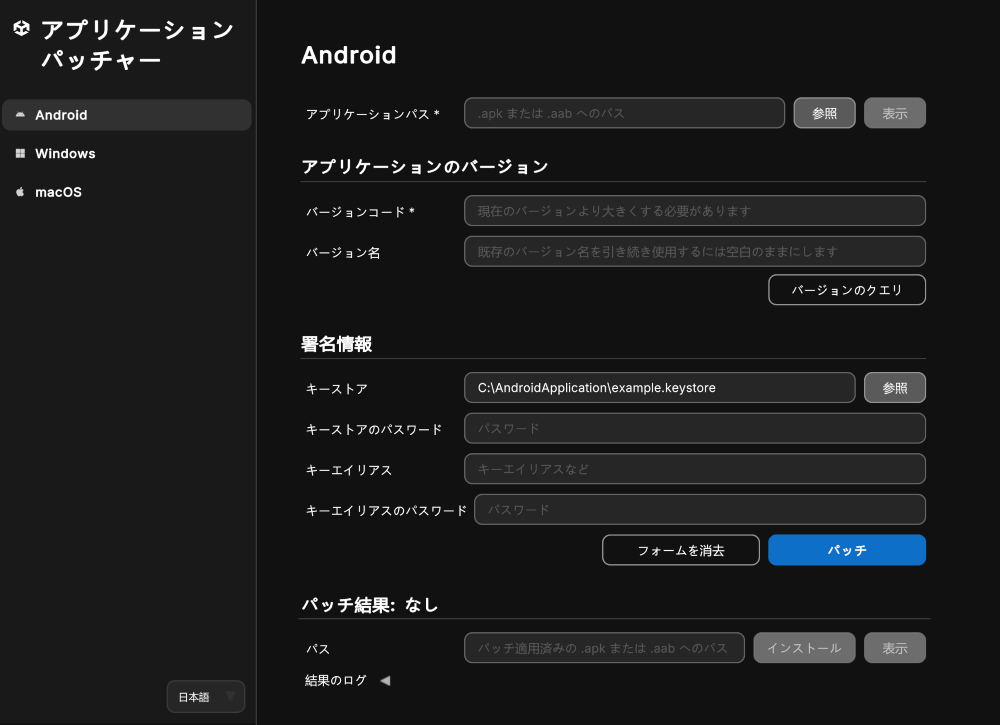 アプリケーション
パッチャー
Android
Windows
macOS
日本語
Android
アプリケーションパス * .apk または .aab へのパス 参照 表示
アプリケーションのバージョン
バージョンコード * 現在のバージョンより大きくする必要があります
バージョン名 既存のバージョン名を引き続き使用するには空白のままにします
バージョンのクエリ
署名情報
キーストア C:\AndroidApplication\example.keystore 参照
キーストアのパスワード パスワード
キーエイリアス キーエイリアスなど
キーエイリアスのパスワード パスワード
フォームを消去 パッチ
パッチ結果: なし
パス パッチ適用済みの .apk または .aab へのパス インストール 表示
結果のログ